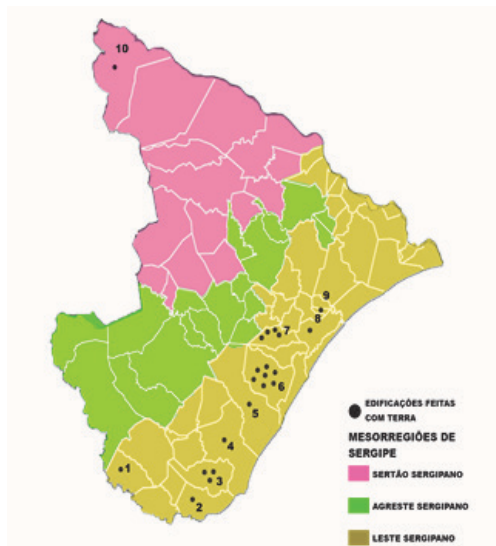 10
9
8
7
6
5
4
3
1
2
EDIFICAÇÕES FEITAS
COM TERRA
MESORREGIÕES DE
SERGIPE
SERTÃO SERGIPANO
AGRESTE SERGIPANO
LESTE SERGIPANO